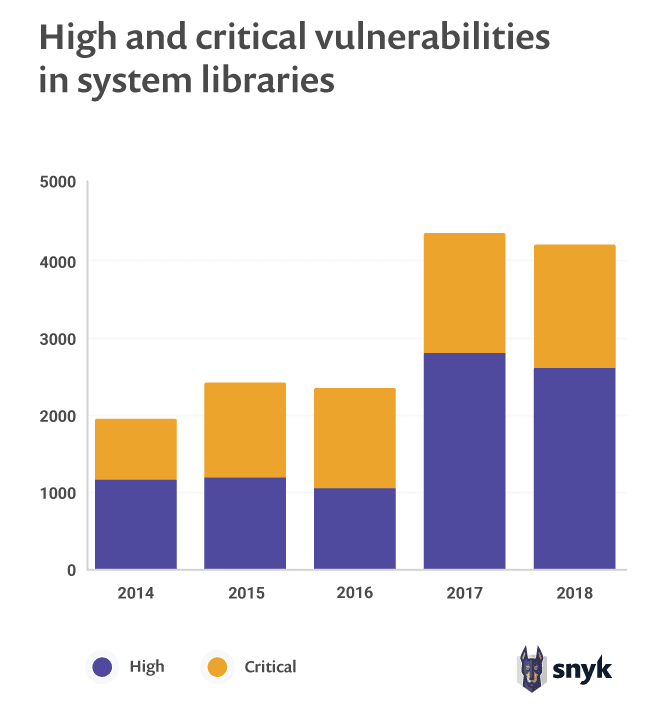 High and critical vulnerabilities
in system libraries
5000
4000
3000
2000
1000
0
2014 2015 2016 2017 2018
High Critical
snyk